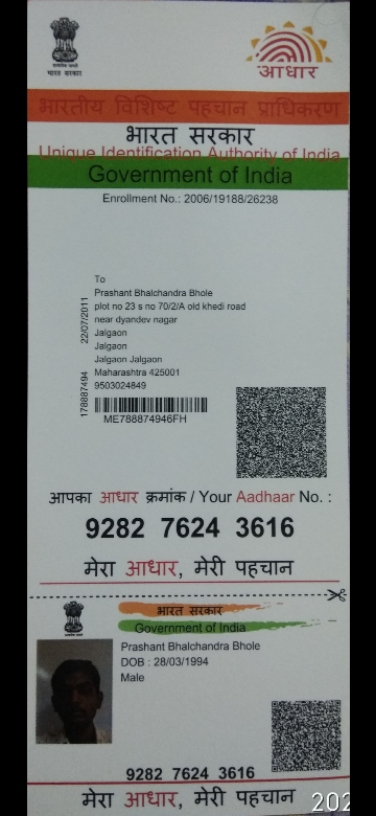 भारत सरकार
आधार
भारतीय विशिष्ट पहचान प्राधिकरण
भारत सरकार
Unique Identification Authority of India
Government of India
Enrollment No.: 2006/19188/26238
To
Prashant Bhalchandra Bhole
plot no 23 s no 70/2/A old khedi road
near dyandev nagar
Jalgaon
Jalgaon
Jalgaon Jalgaon
Maharashtra 425001
9503024849
178887494 22/07/2011
ME788874946FH
आपका आधार क्रमांक / Your Aadhaar No. :
9282 7624 3616
मेरा आधार, मेरी पहचान
भारत सरकार
Government of India
Prashant Bhalchandra Bhole
DOB : 28/03/1994
Male
9282 7624 3616
मेरा आधार, मेरी पहचान
202